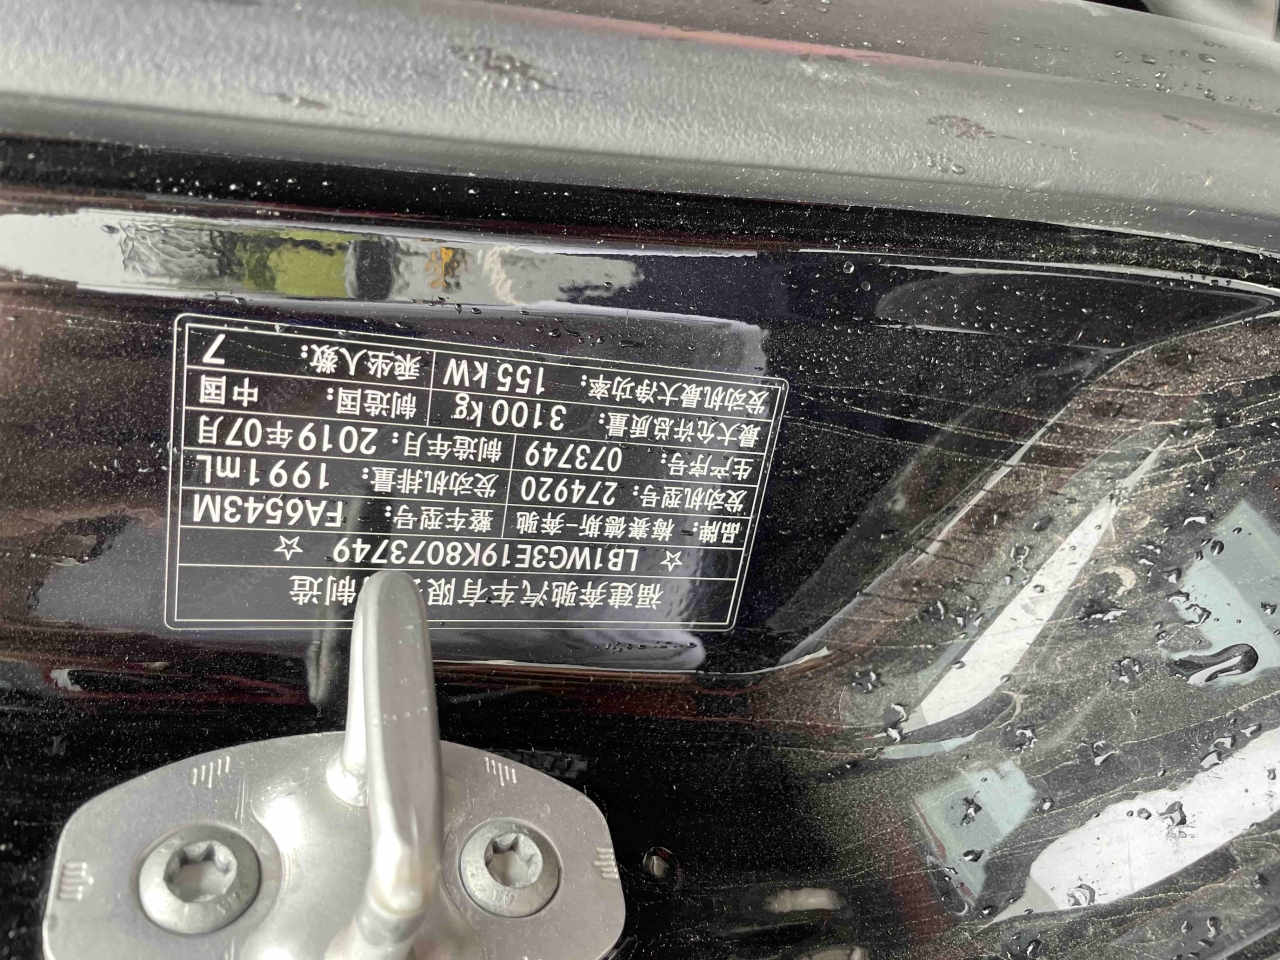 福建奔驰汽车有限 制造
☆ LB1WG3E19K8073749 ☆
品牌: 梅赛德斯-奔驰 整车型号: FA6543M
发动机型号: 274920 发动机排量: 1991mL
生产序号: 073749 制造年月: 2019年07月
最大允许总质量: 3100kg 制造国: 中国
发动机最大净功率: 155kW 乘坐人数: 7